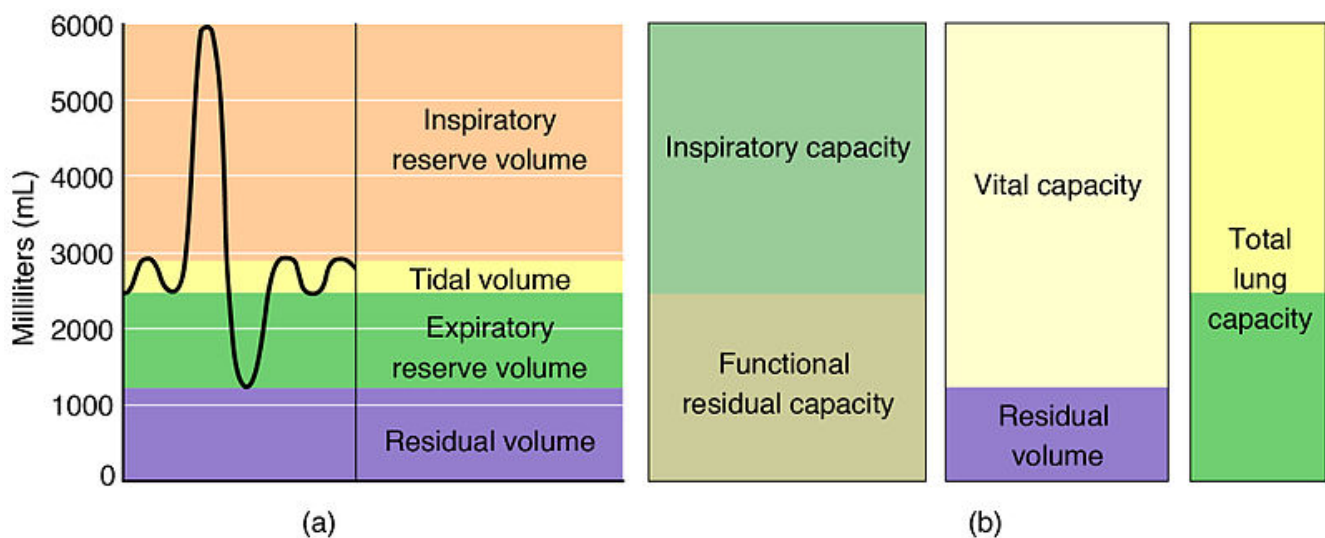 6000
5000
4000
3000
2000
1000
0
Milliliters (mL)
Inspiratory
reserve volume
Tidal volume
Expiratory
reserve volume
Residual volume
(a)
Inspiratory capacity
Functional
residual capacity
Vital capacity
Residual
volume
Total
lung
capacity
(b)